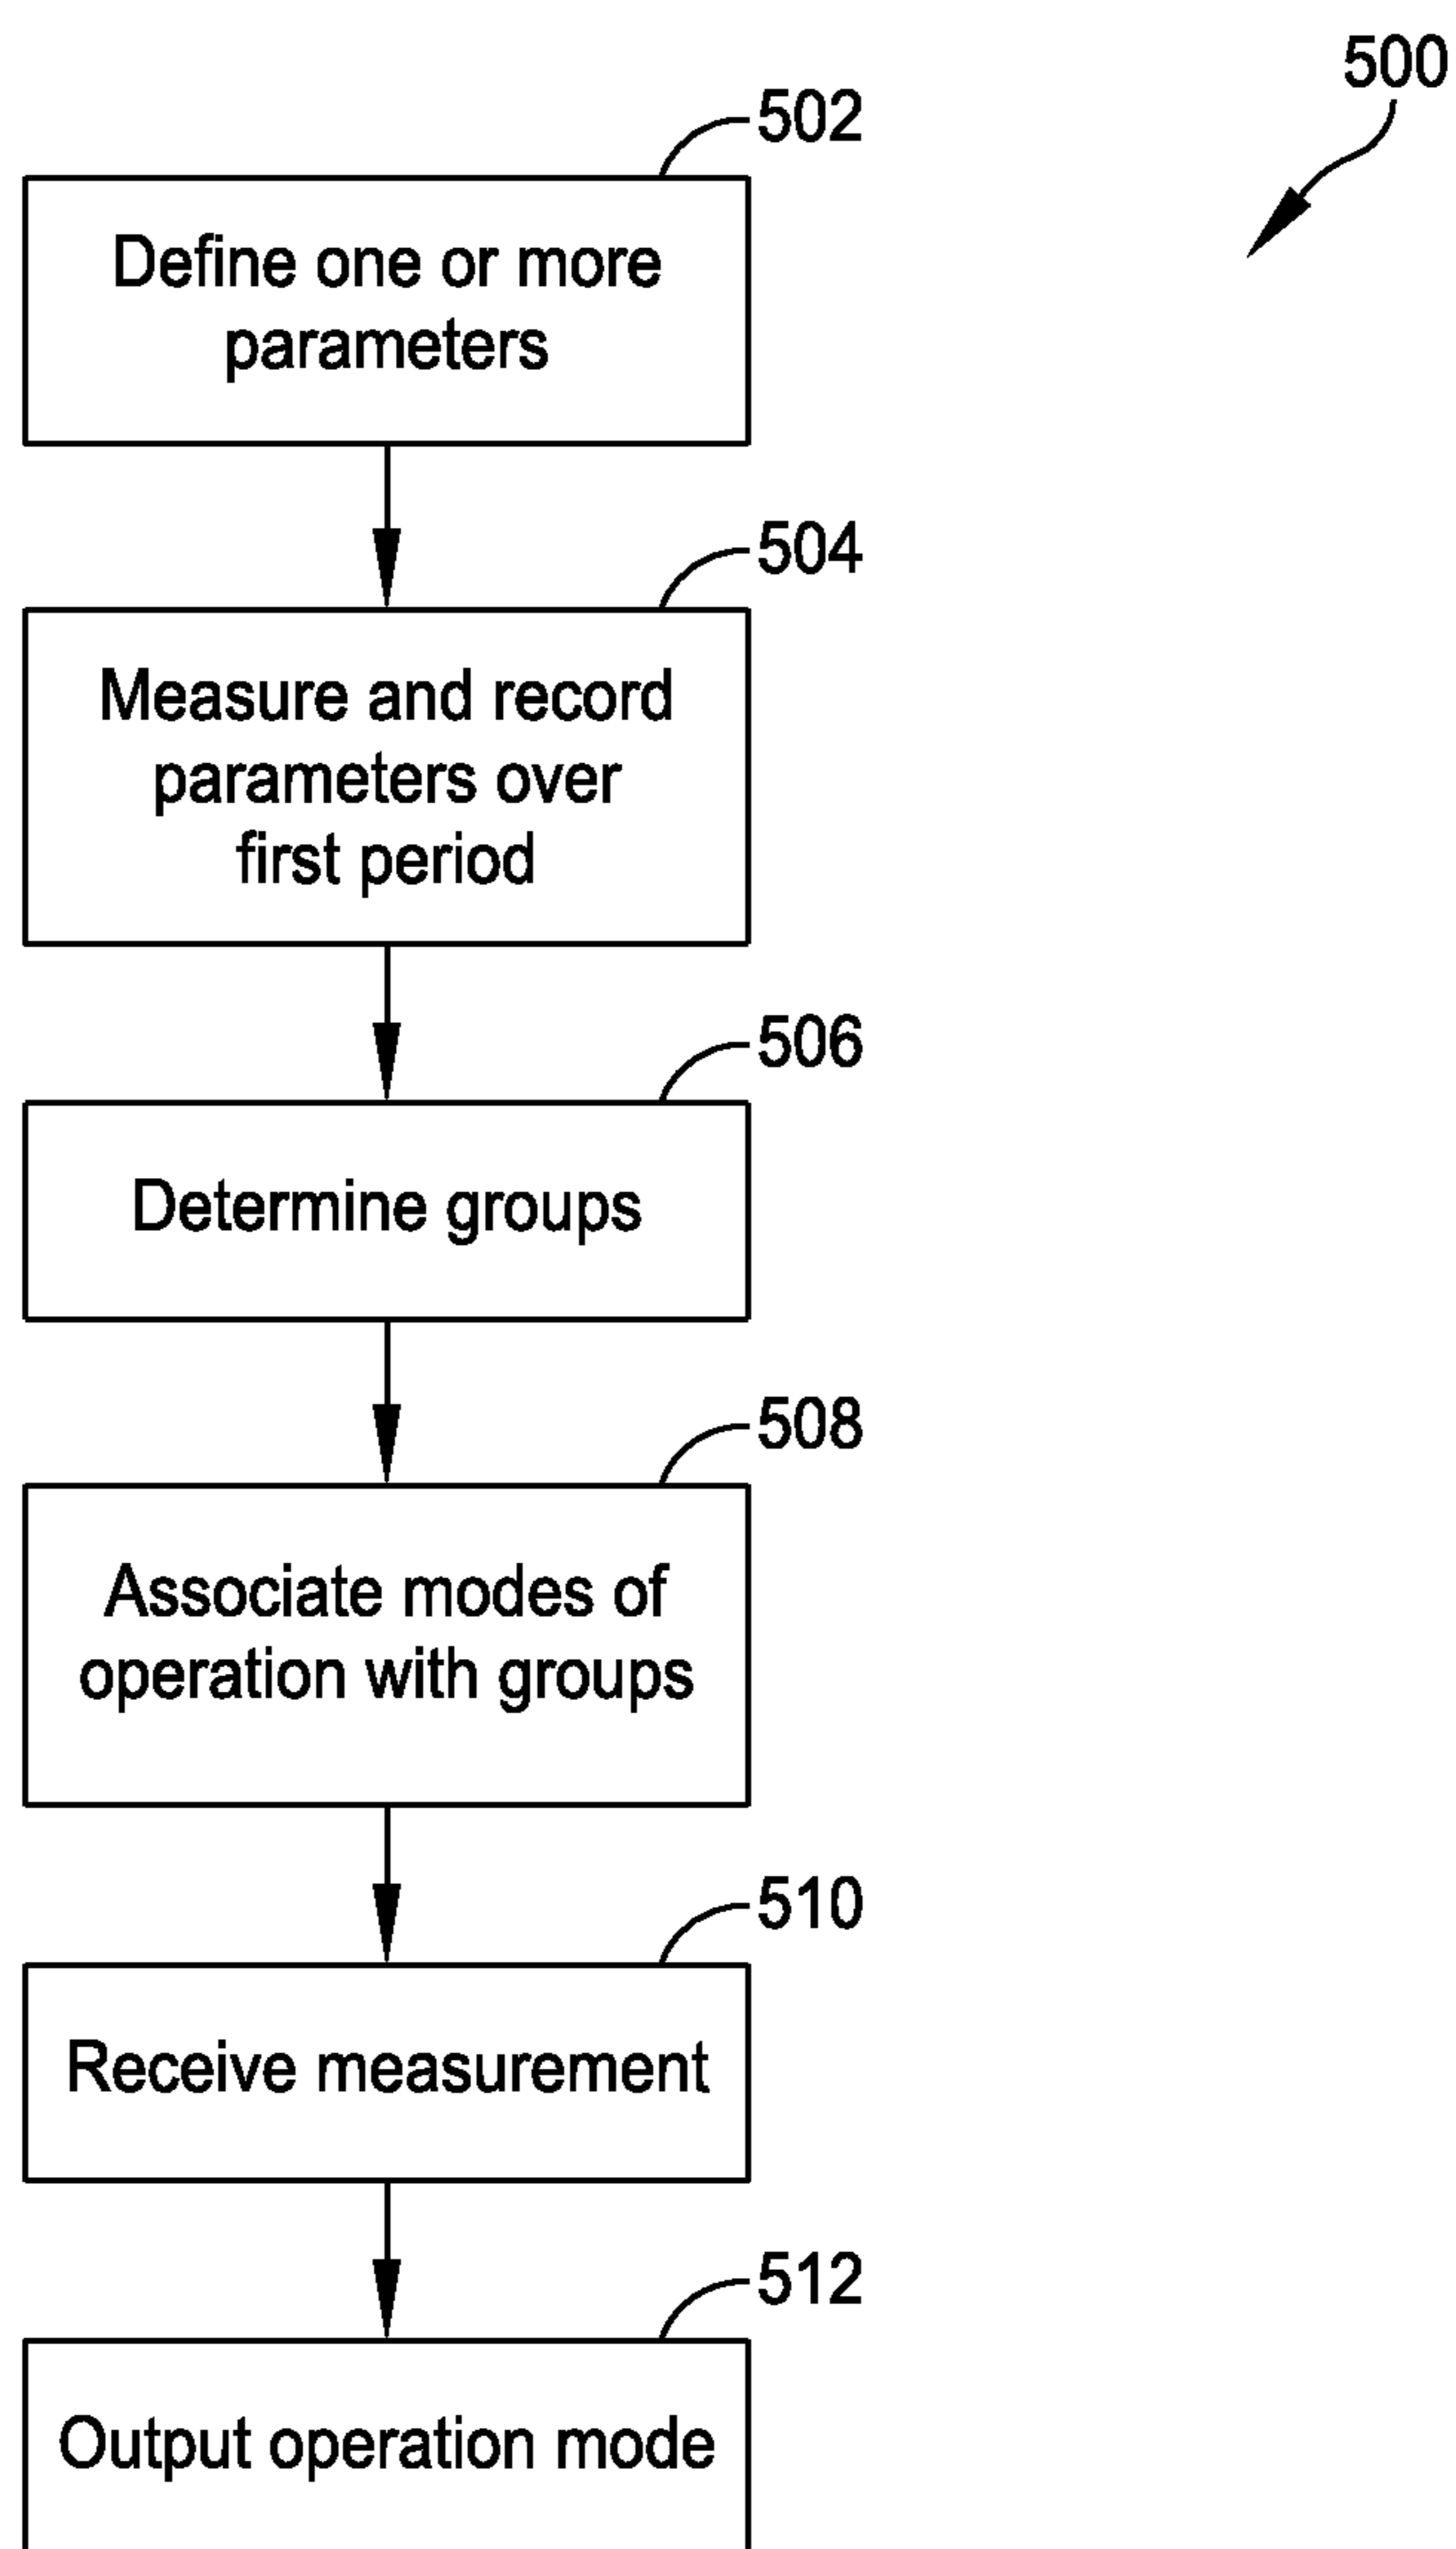 500
502
Define one or more
parameters
504
Measure and record
parameters over
first period
506
Determine groups
508
Associate modes of
operation with groups
510
Receive measurement
512
Output operation mode